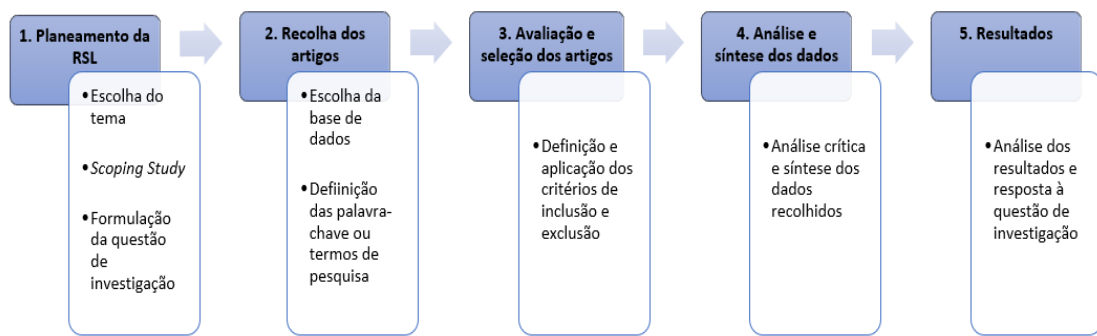 1. Planeamento da
RSL
• Escolha do
tema
• Scoping Study
• Formulação
da questão
de
investigação
2. Recolha dos
artigos
• Escolha da
base de
dados
• Defiinição
das palavra-
chave ou
termos de
pesquisa
3. Avaliação e
seleção dos artigos
• Definição e
aplicação dos
critérios de
inclusão e
exclusão
4. Análise e
síntese dos dados
• Análise crítica
e síntese dos
dados
recolhidos
5. Resultados
• Análise dos
resultados e
resposta à
questão de
investigação